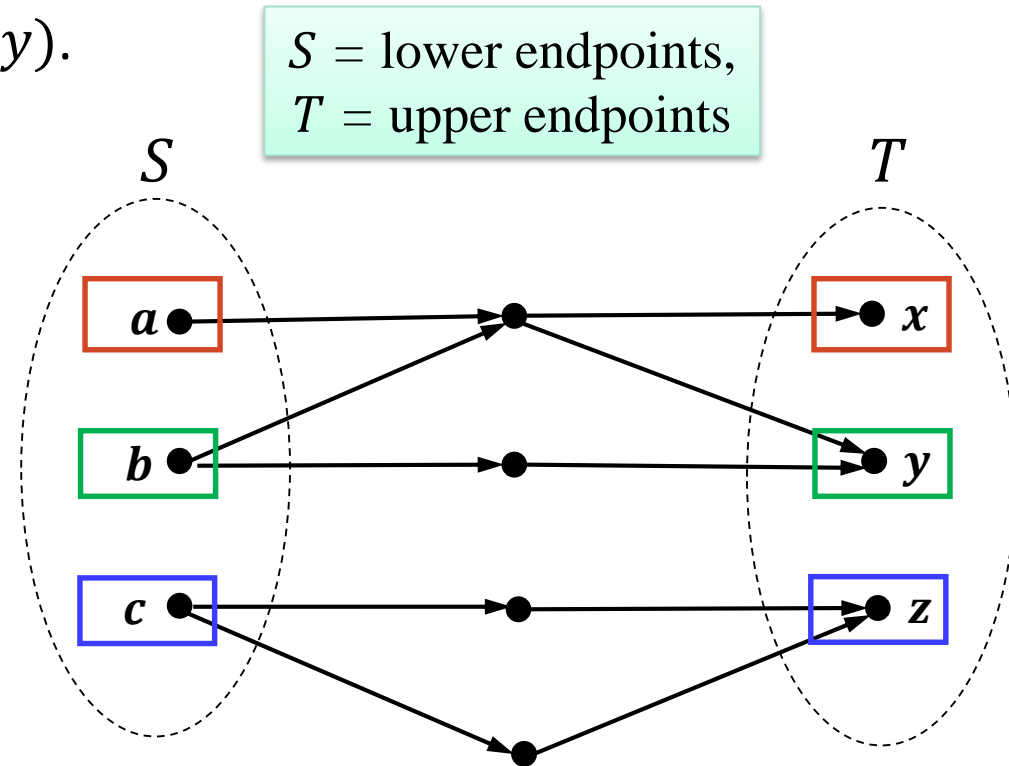 y).
S = lower endpoints,
T = upper endpoints
S T
a x
b y
c z